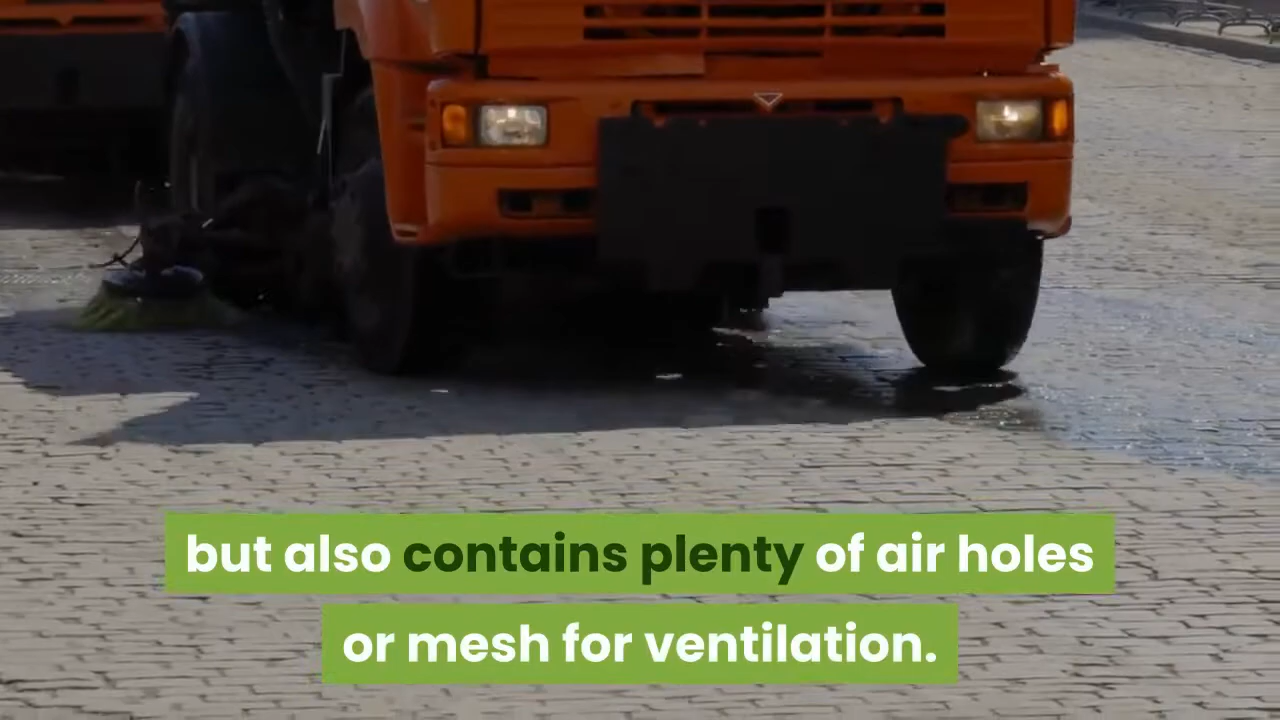 but also contains plenty of air holes
or mesh for ventilation.